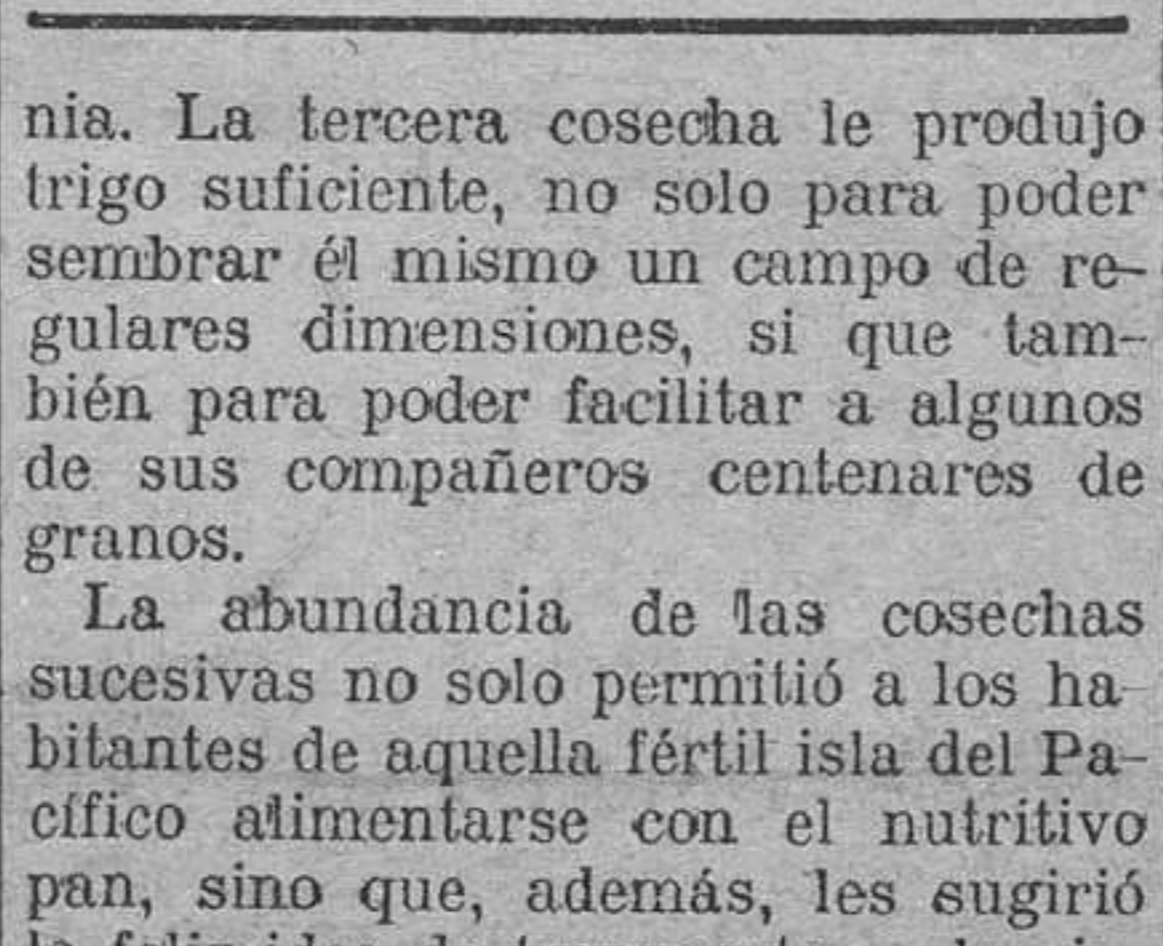 nia. La tercera cosecha le produjo
trigo suficiente, no solo para poder
sembrar él mismo un campo de re-
gulares dimensiones, si que tam-
bién para poder facilitar a algunos
de sus compañeros centenares de
granos.
La abundancia de las cosechas
sucesivas no solo permitió a los ha-
bitantes de aquella fértil isla del Pa-
cífico alimentarse con el nutritivo
pan, sino que, además, les sugirió